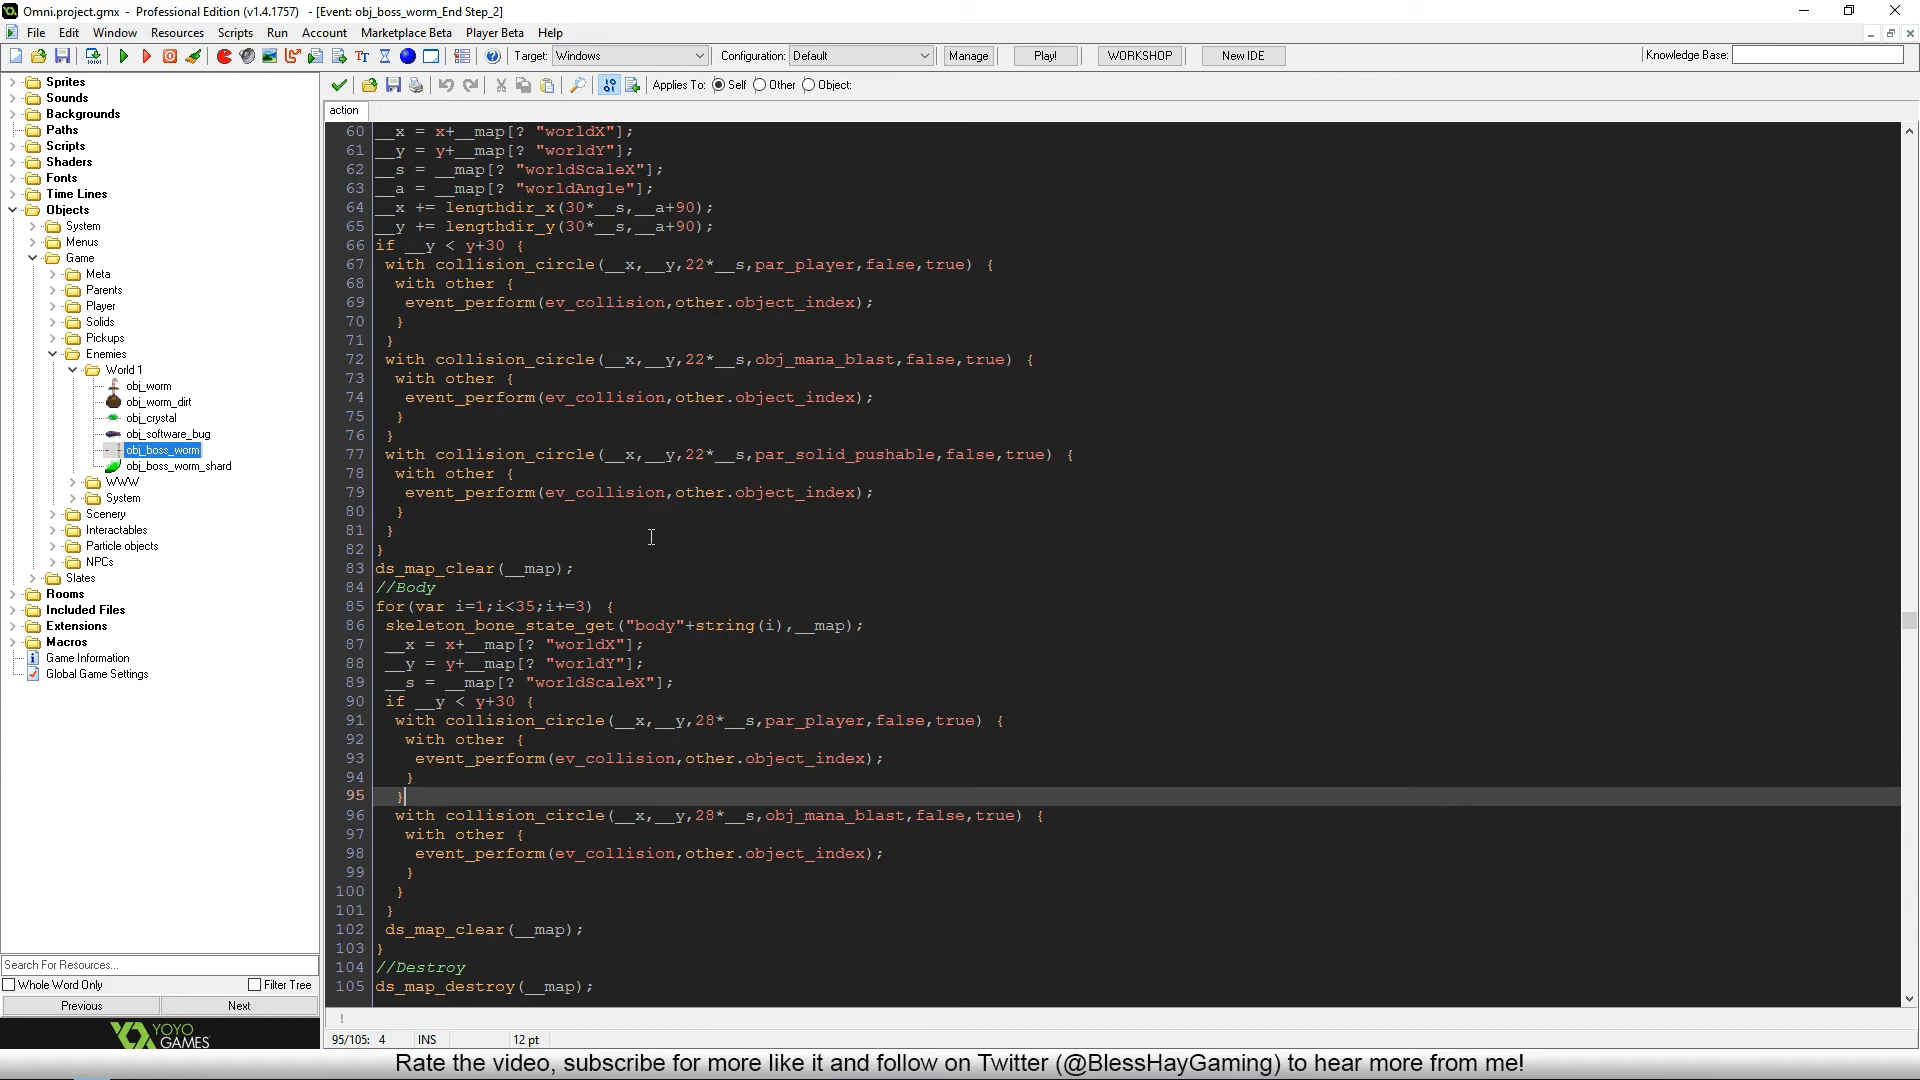 Omni.project.gmx - Professional Edition (v1.4.1757) - [Event: obj_boss_worm_End Step_2]
File Edit Window Resources Scripts Run Account Marketplace Beta Player Beta Help
Target: Windows Configuration: Default Manage Play! WORKSHOP New IDE Knowledge Base:
Applies To: Self Other Object:
action
Sprites
Sounds
Backgrounds
Paths
Scripts
Shaders
Fonts
Time Lines
Objects
System
Menus
Game
Meta
Parents
Player
Solids
Pickups
Enemies
World 1
obj_worm
obj_worm_dirt
obj_crystal
obj_software_bug
obj_boss_worm
obj_boss_worm_shard
WWW
System
Scenery
Interactables
Particle objects
NPCs
Slates
Rooms
Included Files
Extensions
Macros
Game Information
Global Game Settings
Search For Resources...
Whole Word Only Filter Tree
Previous Next
YOYO
GAMES
60 __x = x+__map[? "worldX"];
61 __y = y+__map[? "worldY"];
62 __s = __map[? "worldScaleX"];
63 __a = __map[? "worldAngle"];
64 __x += lengthdir_x(30*__s,__a+90);
65 __y += lengthdir_y(30*__s,__a+90);
66 if __y < y+30 {
67 with collision_circle(__x,__y,22*__s,par_player,false,true) {
68 with other {
69 event_perform(ev_collision,other.object_index);
70 }
71 }
72 with collision_circle(__x,__y,22*__s,obj_mana_blast,false,true) {
73 with other {
74 event_perform(ev_collision,other.object_index);
75 }
76 }
77 with collision_circle(__x,__y,22*__s,par_solid_pushable,false,true) {
78 with other {
79 event_perform(ev_collision,other.object_index);
80 }
81 }
82 }
83 ds_map_clear(__map);
84 //Body
85 for(var i=1;i<35;i+=3) {
86 skeleton_bone_state_get("body"+string(i),__map);
87 __x = x+__map[? "worldX"];
88 __y = y+__map[? "worldY"];
89 __s = __map[? "worldScaleX"];
90 if __y < y+30 {
91 with collision_circle(__x,__y,28*__s,par_player,false,true) {
92 with other {
93 event_perform(ev_collision,other.object_index);
94 }
95 }
96 with collision_circle(__x,__y,28*__s,obj_mana_blast,false,true) {
97 with other {
98 event_perform(ev_collision,other.object_index);
99 }
100 }
101 }
102 ds_map_clear(__map);
103 }
104 //Destroy
105 ds_map_destroy(__map);
!
95/105: 4 INS 12 pt
Rate the video, subscribe for more like it and follow on Twitter (@BlessHayGaming) to hear more from me!